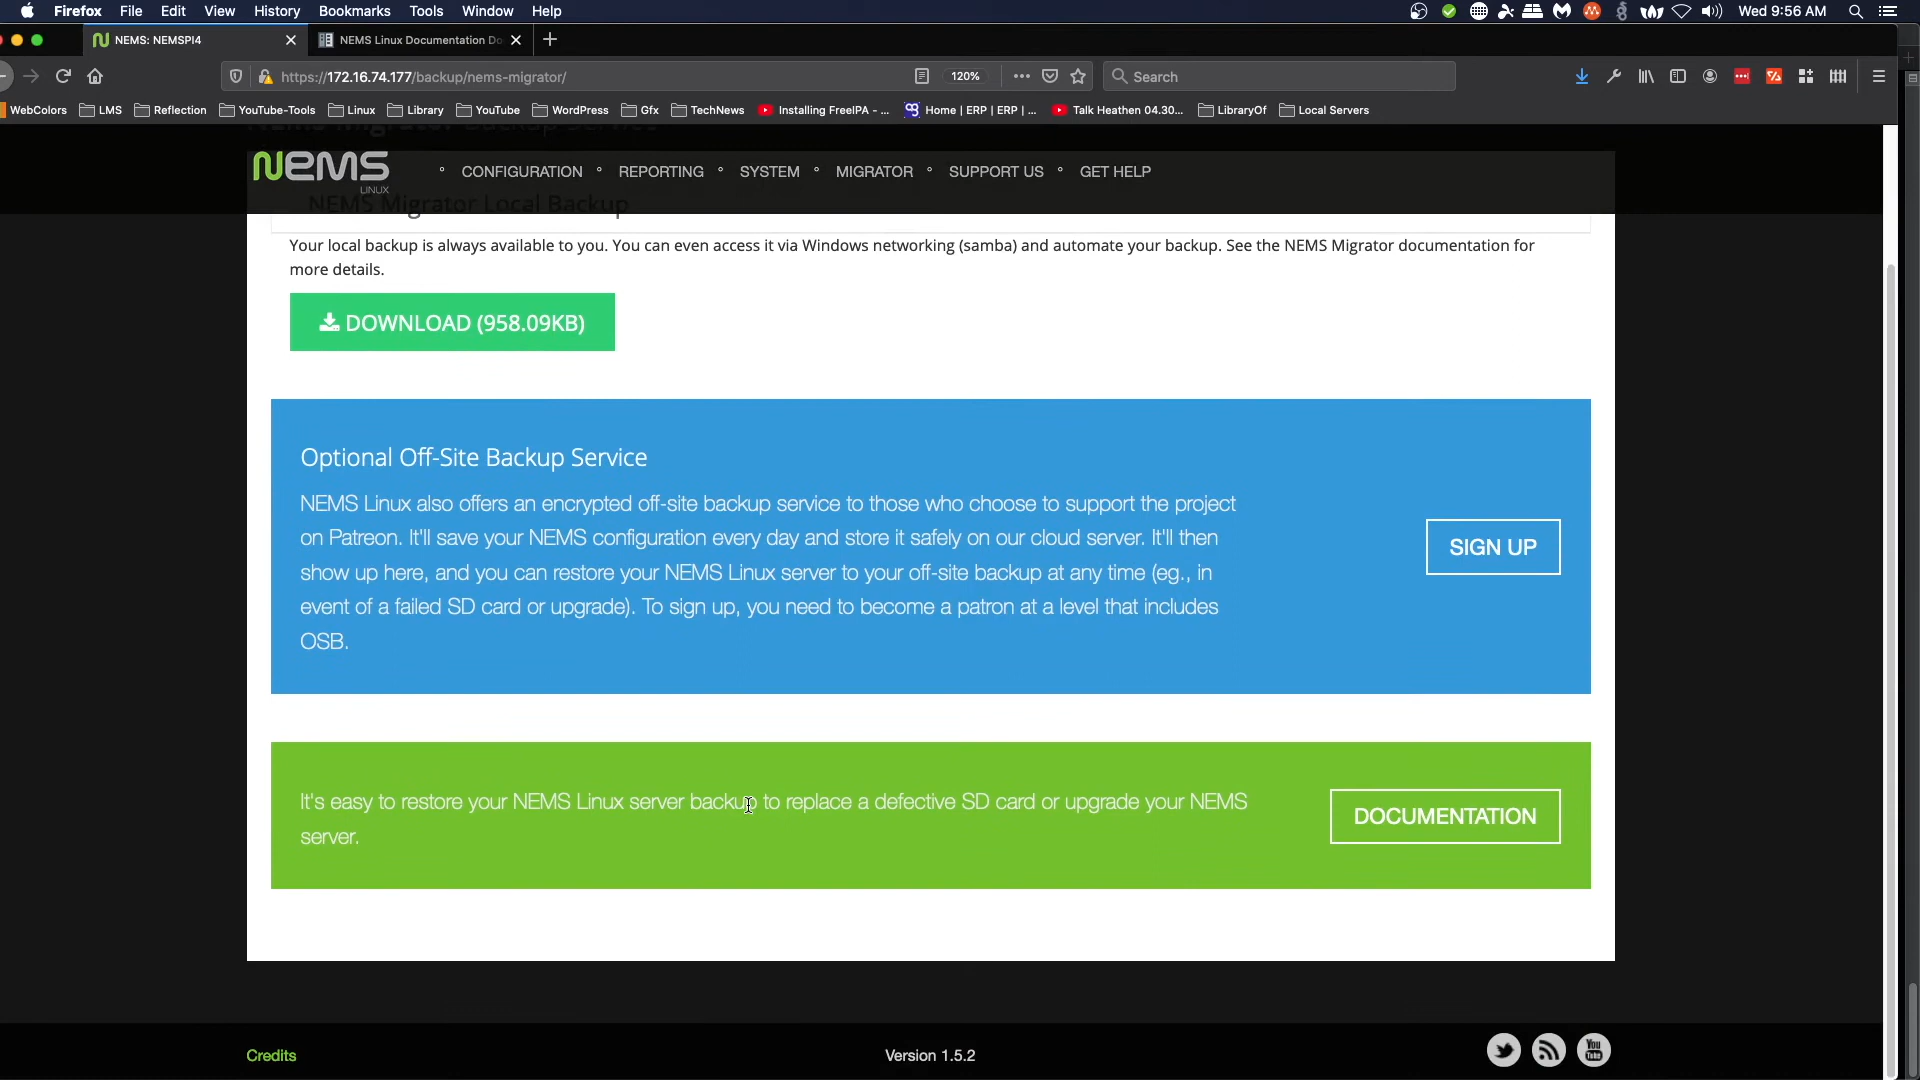 Firefox File Edit View History Bookmarks Tools Window Help Wed 9:56 AM
NEMS: NEMSPI4 NEMS Linux Documentation Do
https://172.16.74.177/backup/nems-migrator/ 120% Search
WebColors LMS Reflection YouTube-Tools Linux Library YouTube WordPress Gfx TechNews Installing FreeIPA - ... Home | ERP | ERP | ... Talk Heathen 04.30... LibraryOf Local Servers
NEMS Migrator Backup Service
NEMS CONFIGURATION REPORTING SYSTEM MIGRATOR SUPPORT US GET HELP
LINUX
NEMS Migrator Local Backup
Your local backup is always available to you. You can even access it via Windows networking (samba) and automate your backup. See the NEMS Migrator documentation for
more details.
DOWNLOAD (958.09KB)
Optional Off-Site Backup Service
NEMS Linux also offers an encrypted off-site backup service to those who choose to support the project
on Patreon. It'll save your NEMS configuration every day and store it safely on our cloud server. It'll then
show up here, and you can restore your NEMS Linux server to your off-site backup at any time (eg., in
event of a failed SD card or upgrade). To sign up, you need to become a patron at a level that includes
OSB.
SIGN UP
It's easy to restore your NEMS Linux server backup to replace a defective SD card or upgrade your NEMS
server.
DOCUMENTATION
Credits Version 1.5.2 You Tube